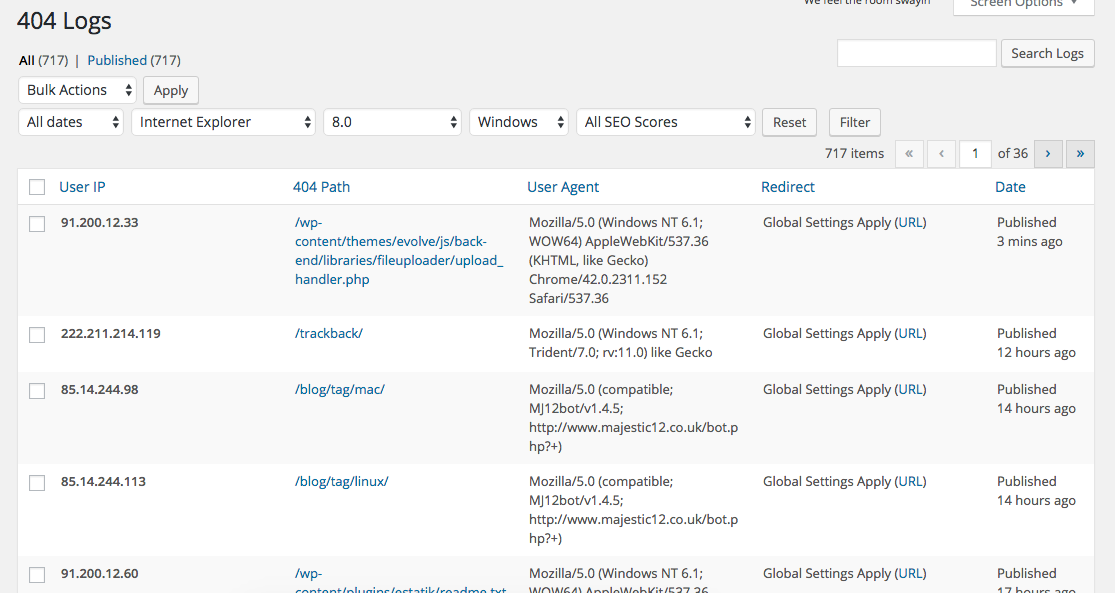 We feel the room swayin'
Screen Options ▼
404 Logs
All (717) | Published (717)
Search Logs
Bulk Actions Apply
All dates Internet Explorer 8.0 Windows All SEO Scores Reset Filter
717 items « ‹ 1 of 36 › »
User IP 404 Path User Agent Redirect Date
91.200.12.33
/wp-
content/themes/evolve/js/back-
end/libraries/fileuploader/upload_
handler.php
Mozilla/5.0 (Windows NT 6.1;
WOW64) AppleWebKit/537.36
(KHTML, like Gecko)
Chrome/42.0.2311.152
Safari/537.36
Global Settings Apply (URL)
Published
3 mins ago
222.211.214.119
/trackback/
Mozilla/5.0 (Windows NT 6.1;
Trident/7.0; rv:11.0) like Gecko
Global Settings Apply (URL)
Published
12 hours ago
85.14.244.98
/blog/tag/mac/
Mozilla/5.0 (compatible;
MJ12bot/v1.4.5;
http://www.majestic12.co.uk/bot.p
hp?+)
Global Settings Apply (URL)
Published
14 hours ago
85.14.244.113
/blog/tag/linux/
Mozilla/5.0 (compatible;
MJ12bot/v1.4.5;
http://www.majestic12.co.uk/bot.p
hp?+)
Global Settings Apply (URL)
Published
14 hours ago
91.200.12.60
/wp-
content/plugins/estatik/readme.txt
Mozilla/5.0 (Windows NT 6.1;
WOW64) AppleWebKit/537.36
Global Settings Apply (URL)
Published
17 hours ago